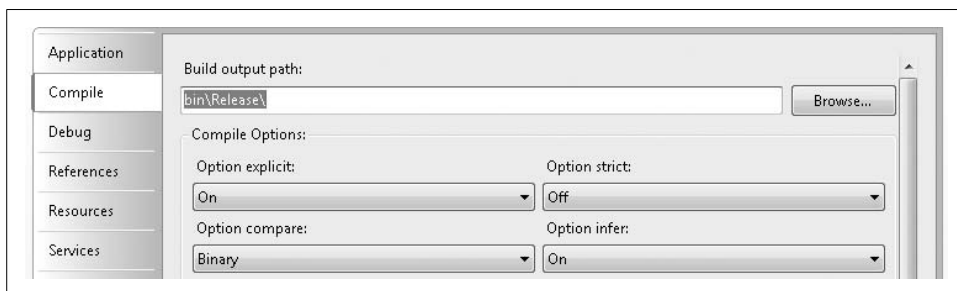 Application
Compile
Debug
References
Resources
Services
Build output path:
bin\Release\
Browse...
Compile Options:
Option explicit:
Option strict:
On
Off
Option compare:
Option infer:
Binary
On